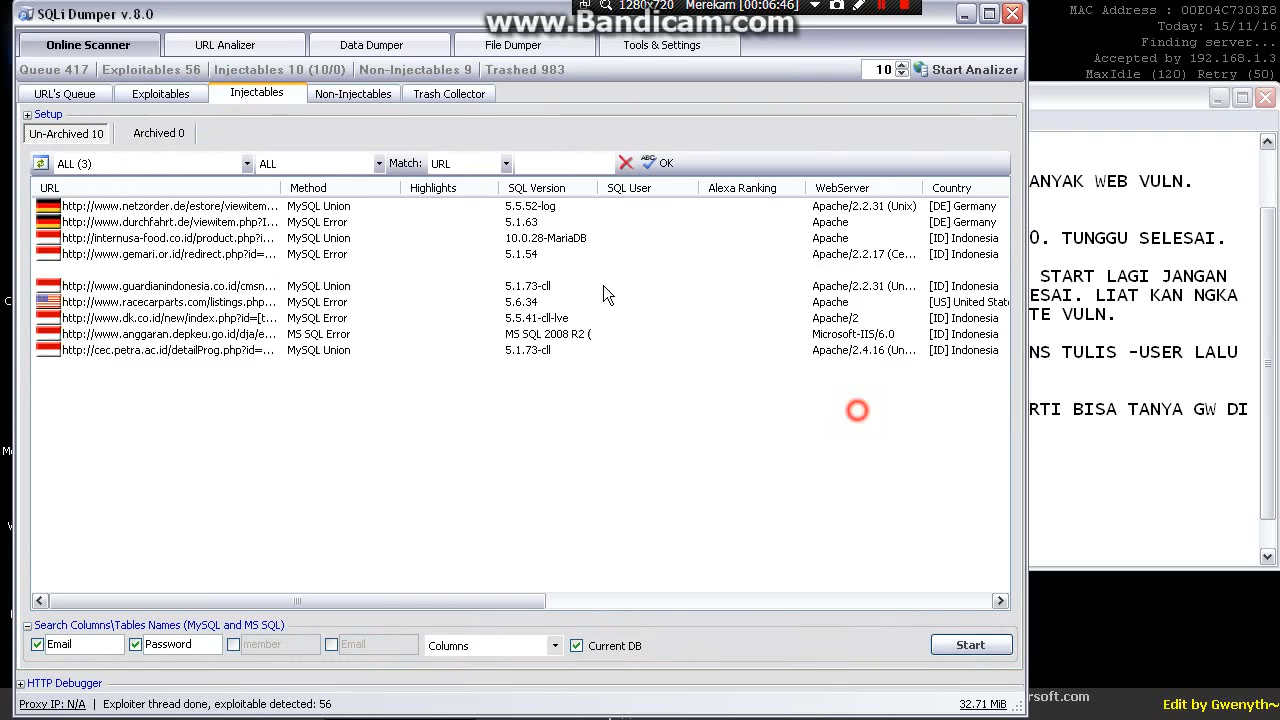 SQLi Dumper v.8.0
1280x720 Merekam [00:06:46]
www.Bandicam.com
MAC Address : 00E04C7303E8
Today: 15/11/16
Finding server...
Accepted by 192.168.1.3
MaxIdle (120) Retry (50)
Online Scanner URL Analizer Data Dumper File Dumper Tools & Settings
Queue 417 Exploitables 56 Injectables 10 (110) Non-Injectables 9 Trashed 983 10 Start Analizer
URL's Queue Exploitables Injectables Non-Injectables Trash Collector
Setup
Un-Archived 10 Archived 0
ALL (3) ALL Match: URL ABC OK
URL Method Highlights SQL Version SQL User Alexa Ranking WebServer Country
http://www.netzorder.de/estore/viewitem... MySQL Union 5.5.52-log Apache/2.2.31 (Unix) [DE] Germany
http://www.durchfahrt.de/viewitem.php?I... MySQL Error 5.1.63 Apache [DE] Germany
http://internusa-food.co.id/product.php?i... MySQL Union 10.0.28-MariaDB Apache [ID] Indonesia
http://www.gemari.or.id/redirect.php?id=... MySQL Error 5.1.54 Apache/2.2.17 (Ce... [ID] Indonesia
http://www.guardianindonesia.co.id/cmsn... MySQL Union 5.1.73-cll Apache/2.2.31 (Un... [ID] Indonesia
http://www.racecarparts.com/listings.php... MySQL Error 5.6.34 Apache [US] United State
http://www.dk.co.id/new/index.php?id=[t... MySQL Union 5.5.41-cll-lve Apache/2 [ID] Indonesia
http://www.anggaran.depkeu.go.id/dja/e... MS SQL Error MS SQL 2008 R2 ( Microsoft-IIS/6.0 [ID] Indonesia
http://cec.petra.ac.id/detailProg.php?id=... MySQL Union 5.1.73-cll Apache/2.4.16 (Un... [ID] Indonesia
ANYAK WEB VULN.
O. TUNGGU SELESAI.
START LAGI JANGAN
ESAI. LIAT KAN NGKA
TE VULN.
NS TULIS -USER LALU
RTI BISA TANYA GW DI
Search Columns\Tables Names (MySQL and MS SQL)
Email Password member Email Columns Current DB Start
HTTP Debugger
Proxy IP: N/A Exploiter thread done, exploitable detected: 57 32.71 MiB
rsoft.com
Edit by Gwenyth~